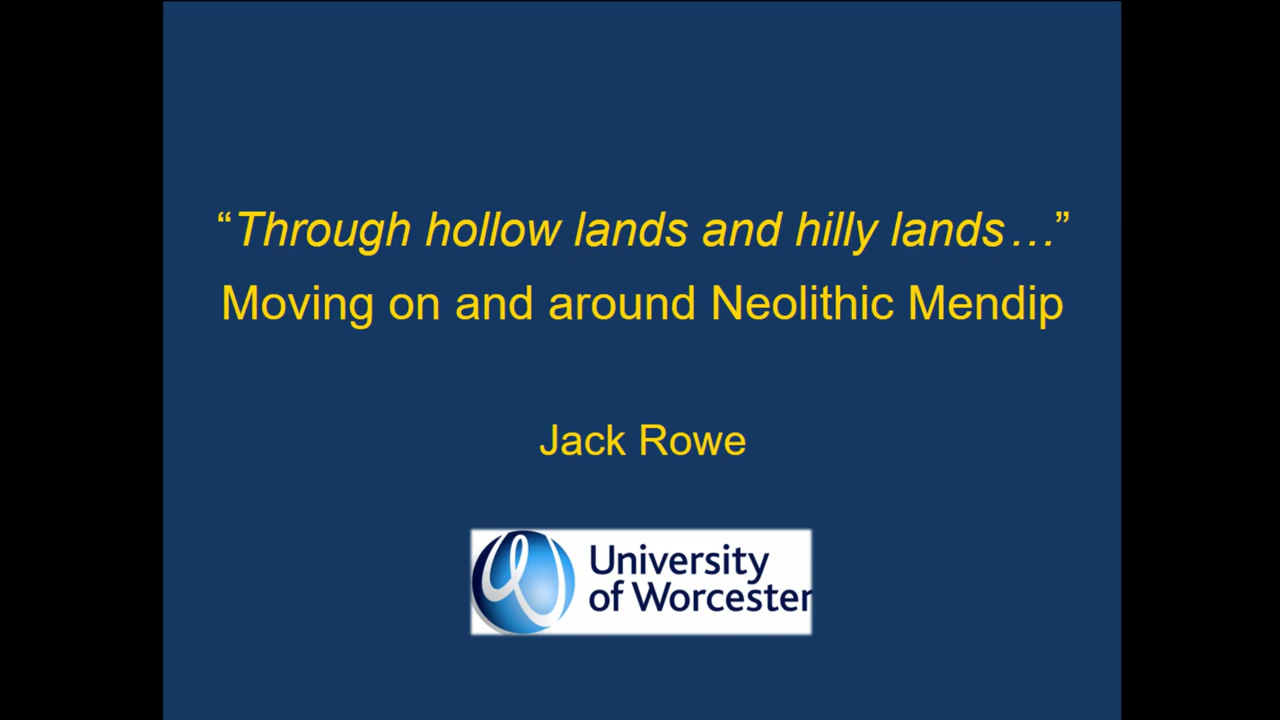 “Through hollow lands and hilly lands…”
Moving on and around Neolithic Mendip
Jack Rowe
University
of Worcester